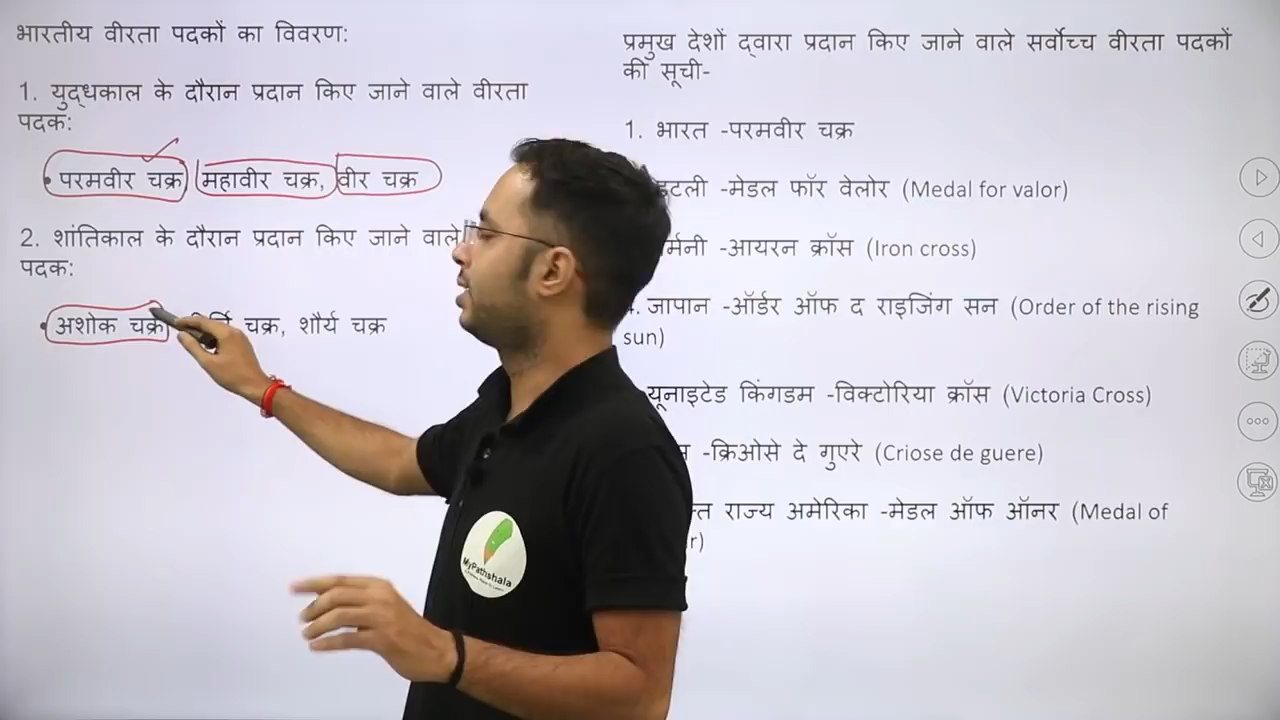 भारतीय वीरता पदकों का विवरण:
1. युद्धकाल के दौरान प्रदान किए जाने वाले वीरता
पदक:
• परमवीर चक्र, महावीर चक्र, वीर चक्र
2. शांतिकाल के दौरान प्रदान किए जाने वाले
पदक:
• अशोक चक्र चक्र, शौर्य चक्र
प्रमुख देशों द्वारा प्रदान किए जाने वाले सर्वोच्च वीरता पदकों
की सूची-
1. भारत -परमवीर चक्र
इटली -मेडल फॉर वेलोर (Medal for valor)
र्मनी -आयरन क्रॉस (Iron cross)
4. जापान -ऑर्डर ऑफ द राइजिंग सन (Order of the rising
sun)
यूनाइटेड किंगडम -विक्टोरिया क्रॉस (Victoria Cross)
स -क्रिओसे दे गुएरे (Criose de guere)
क्त राज्य अमेरिका -मेडल ऑफ ऑनर (Medal of
r)
MyPathshala